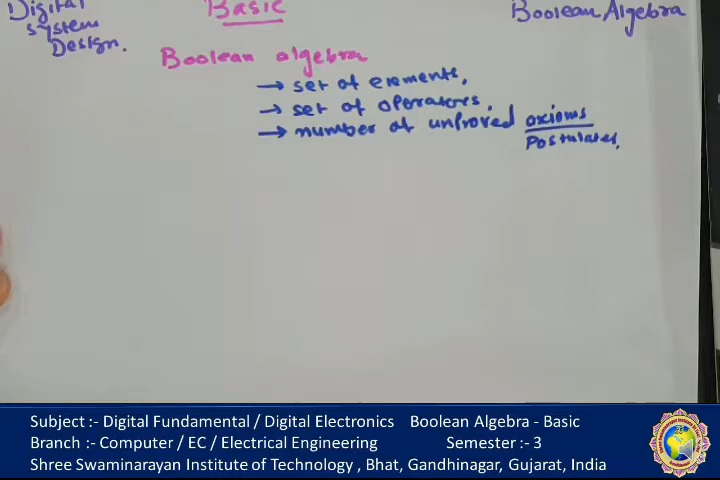 Digital
system
Design.
Basic
Boolean Algebra
Boolean algebra
→ set of elements,
→ set of operators,
→ number of unproved axioms
Postulates,
Subject :- Digital Fundamental / Digital Electronics Boolean Algebra - Basic
Branch :- Computer / EC / Electrical Engineering Semester :- 3
Shree Swaminarayan Institute of Technology , Bhat, Gandhinagar, Gujarat, India